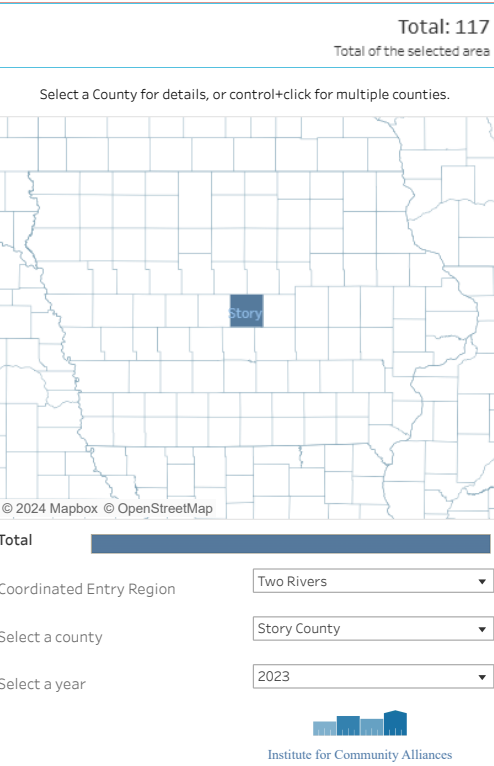 Total: 117
Total of the selected area
Select a County for details, or control+click for multiple counties.
Story
© 2024 Mapbox © OpenStreetMap
Total
Coordinated Entry Region
Two Rivers
Select a county
Story County
Select a year
2023
Institute for Community Alliances